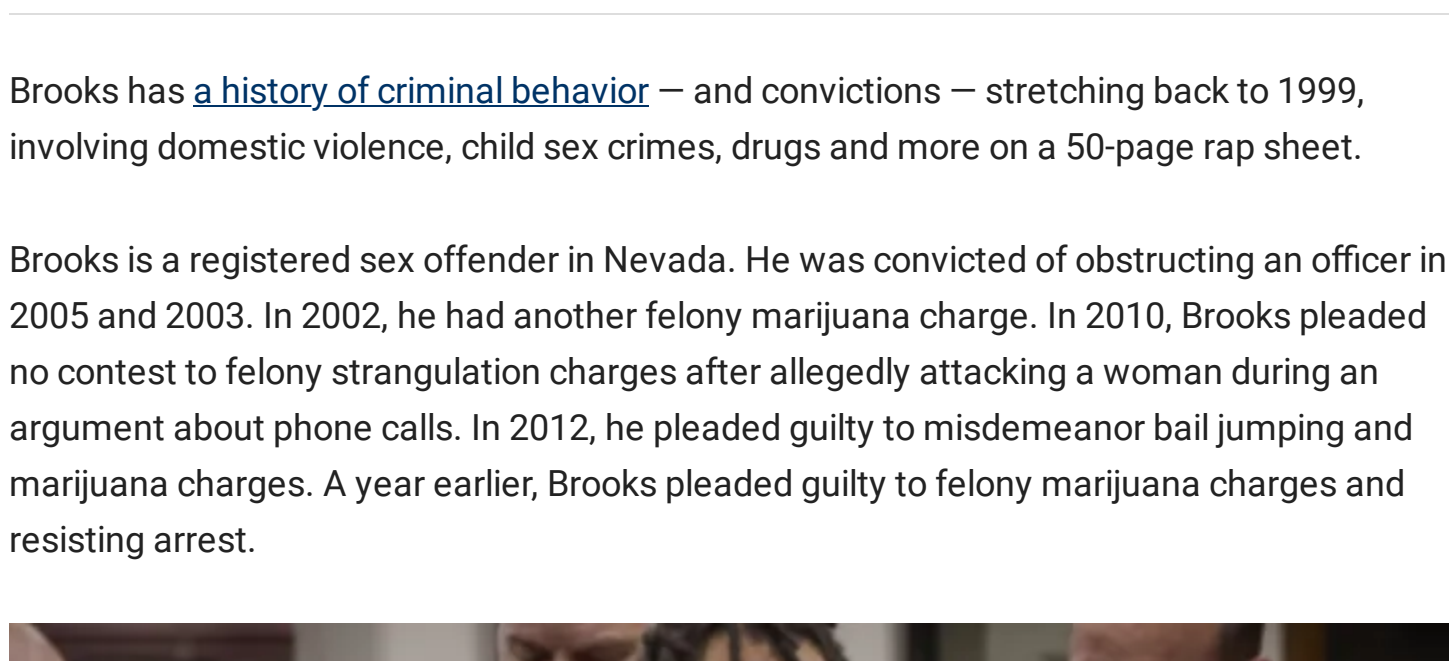 Brooks has a history of criminal behavior — and convictions — stretching back to 1999,
involving domestic violence, child sex crimes, drugs and more on a 50-page rap sheet.
Brooks is a registered sex offender in Nevada. He was convicted of obstructing an officer in
2005 and 2003. In 2002, he had another felony marijuana charge. In 2010, Brooks pleaded
no contest to felony strangulation charges after allegedly attacking a woman during an
argument about phone calls. In 2012, he pleaded guilty to misdemeanor bail jumping and
marijuana charges. A year earlier, Brooks pleaded guilty to felony marijuana charges and
resisting arrest.